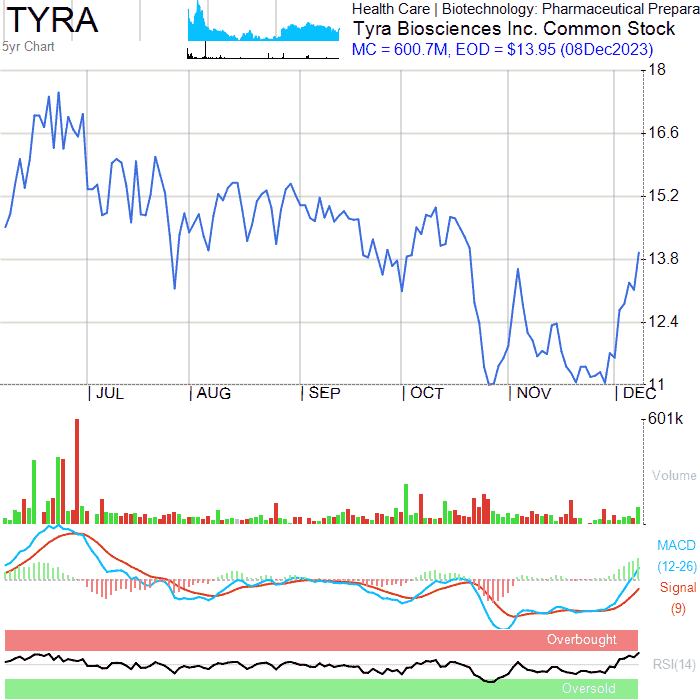 TYRA
5yr Chart
Health Care | Biotechnology: Pharmaceutical Prepara
Tyra Biosciences Inc. Common Stock
MC = 600.7M, EOD = $13.95 (08Dec2023)
18
16.6
15.2
13.8
12.4
11
JUL AUG SEP OCT NOV DEC
601k
Volume
MACD
(12-26)
Signal
(9)
Overbought
RSI(14)
Oversold